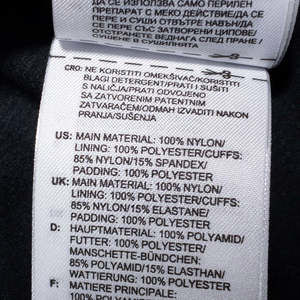 ДА СЕ ИЗПОЛЗВА САМО ПЕРИЛЕН
ПРЕПАРАТ С МЕКО ДЕЙСТВИЕ/ДА СЕ
ПЕРЕ И СУШИ ОТВЪТРЕ НАВЪН/ДА
СЕ ПЕРЕ СЪС ЗАТВОРЕНИ ЦИПОВЕ/
ОТСТРАНЕТЕ ВЕДНАГА СЛЕД ПРАНЕ/
СУШЕНЕ В СУШИЛНЯТА
CRO: NE KORISTITI OMEKŠIVAČ/KORISTITI
BLAGI DETERDŽENT/PRATI I SUŠITI
S NALIČJA/PRATI ODVOJENO
SA ZATVORENIM PATENTNIM
ZATVARAČEM/ODMAH IZVADITI NAKON
PRANJA/SUŠENJA
US: MAIN MATERIAL: 100% NYLON/
LINING: 100% POLYESTER/CUFFS:
85% NYLON/15% SPANDEX/
PADDING: 100% POLYESTER
UK: MAIN MATERIAL: 100% NYLON/
LINING: 100% POLYESTER/CUFFS:
85% NYLON/15% ELASTANE/
PADDING: 100% POLYESTER
D: HAUPTMATERIAL: 100% POLYAMID/
FUTTER: 100% POLYESTER/
MANSCHETTE-BÜNDCHEN:
85% POLYAMID/15% ELASTHAN/
WATTIERUNG: 100% POLYESTER
F: MATIERE PRINCIPALE: